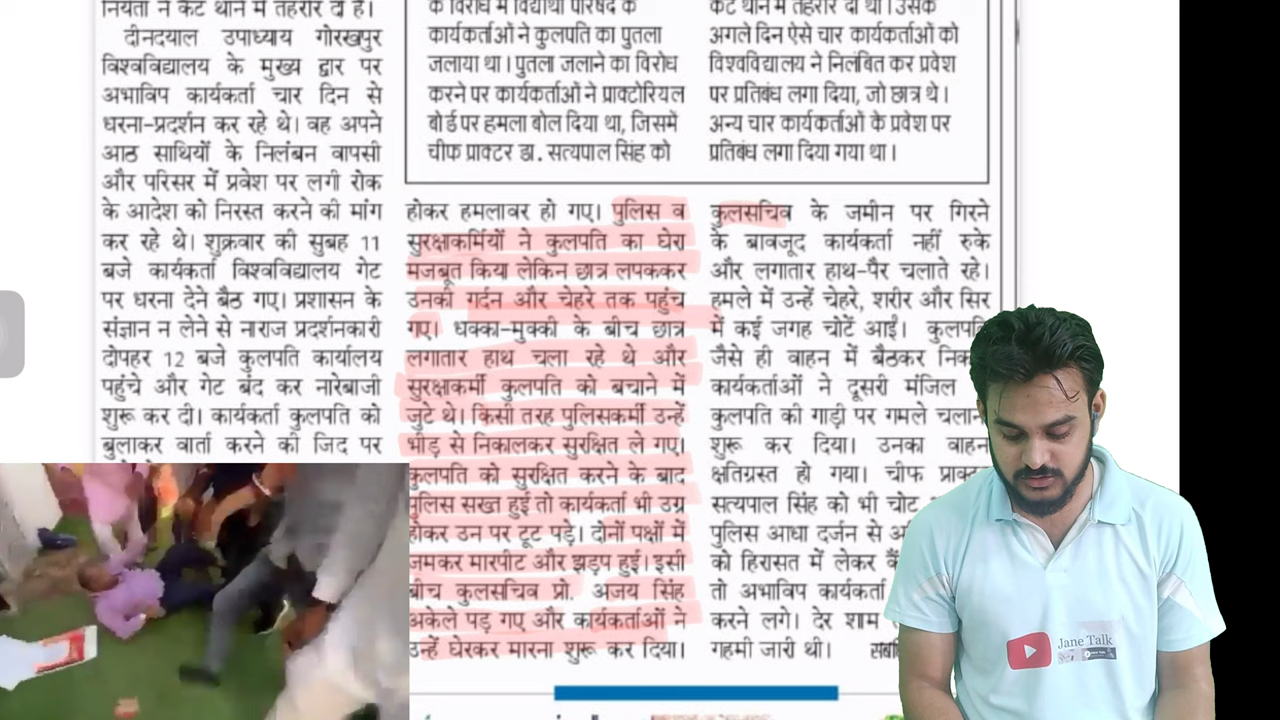 नियंता ने कैंट थाने में तहरीर दी है।
दीनदयाल उपाध्याय गोरखपुर
विश्वविद्यालय के मुख्य द्वार पर
अभाविप कार्यकर्ता चार दिन से
धरना-प्रदर्शन कर रहे थे। वह अपने
आठ साथियों के निलंबन वापसी
और परिसर में प्रवेश पर लगी रोक
के आदेश को निरस्त करने की मांग
कर रहे थे। शुक्रवार की सुबह 11
बजे कार्यकर्ता विश्वविद्यालय गेट
पर धरना देने बैठ गए। प्रशासन के
संज्ञान न लेने से नाराज प्रदर्शनकारी
दोपहर 12 बजे कुलपति कार्यालय
पहुंचे और गेट बंद कर नारेबाजी
शुरू कर दी। कार्यकर्ता कुलपति को
बुलाकर वार्ता करने की जिद पर
के विरोध में विद्यार्थी परिषद के
कार्यकर्ताओं ने कुलपति का पुतला
जलाया था। पुतला जलाने का विरोध
करने पर कार्यकर्ताओं ने प्राक्टोरियल
बोर्ड पर हमला बोल दिया था, जिसमें
चीफ प्राक्टर डा. सत्यपाल सिंह को
कैंट थाने में तहरीर दी था। उसके
अगले दिन ऐसे चार कार्यकर्ताओं को
विश्वविद्यालय ने निलंबित कर प्रवेश
पर प्रतिबंध लगा दिया, जो छात्र थे।
अन्य चार कार्यकर्ताओं के प्रवेश पर
प्रतिबंध लगा दिया गया था।
होकर हमलावर हो गए। पुलिस व
सुरक्षाकर्मियों ने कुलपति का घेरा
मजबूत किया लेकिन छात्र लपककर
उनकी गर्दन और चेहरे तक पहुंच
गए। धक्का-मुक्की के बीच छात्र
लगातार हाथ चला रहे थे और
सुरक्षाकर्मी कुलपति को बचाने में
जुटे थे। किसी तरह पुलिसकर्मी उन्हें
भीड़ से निकालकर सुरक्षित ले गए।
कुलपति को सुरक्षित करने के बाद
पुलिस सख्त हुई तो कार्यकर्ता भी उग्र
होकर उन पर टूट पड़े। दोनों पक्षों में
जमकर मारपीट और झड़प हुई। इसी
बीच कुलसचिव प्रो. अजय सिंह
अकेले पड़ गए और कार्यकर्ताओं ने
उन्हें घेरकर मारना शुरू कर दिया।
कुलसचिव के जमीन पर गिरने
के बावजूद कार्यकर्ता नहीं रुके
और लगातार हाथ-पैर चलाते रहे।
हमले में उन्हें चेहरे, शरीर और सिर
में कई जगह चोटें आईं। कुलपति
जैसे ही वाहन में बैठकर
कार्यकर्ताओं ने दूसरी मंजिल
कुलपति की गाड़ी पर गमले
शुरू कर दिया। उनका वाहन
क्षतिग्रस्त हो गया। चीफ प्राक्टर
सत्यपाल सिंह को भी चोट
पुलिस आधा दर्जन से
को हिरासत में लेकर
तो अभाविप कार्यकर्ता
करने लगे। देर शाम
गहमी जारी थी।
Jane Talk